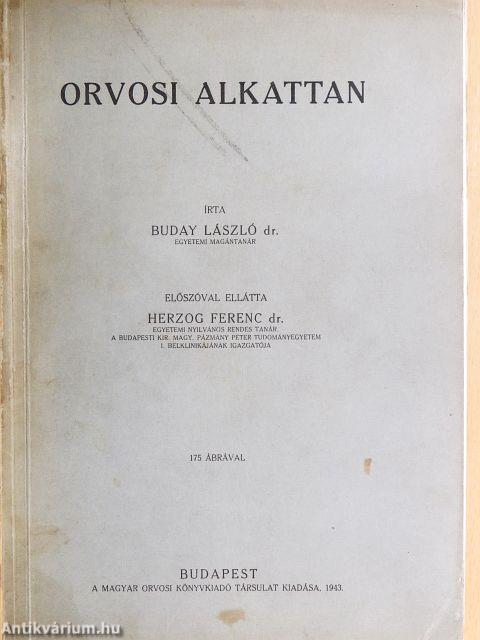 ORVOSI ALKATTAN
ÍRTA
BUDAY LÁSZLÓ dr.
EGYETEMI MAGÁNTANÁR
ELŐSZÓVAL ELLÁTTA
HERZOG FERENC dr.
EGYETEMI NYILVÁNOS RENDES TANÁR,
A BUDAPESTI KIR. MAGY. PÁZMÁNY PÉTER TUDOMÁNYEGYETEM
I. BELKLINIKÁJÁNAK IGAZGATÓJA
175 ÁBRÁVAL
BUDAPEST
A MAGYAR ORVOSI KÖNYVKIADÓ TÁRSULAT KIADÁSA, 1943.
Antikvárium.hu